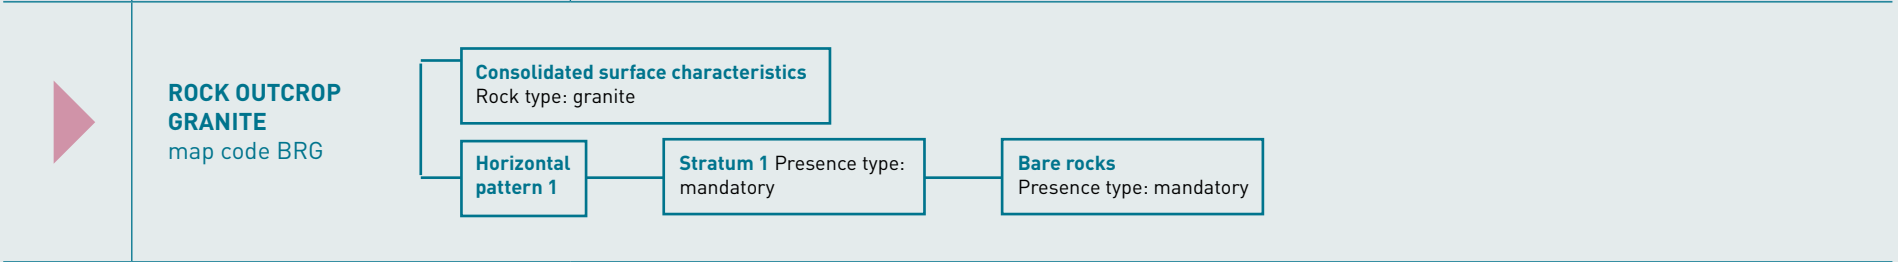 ROCK OUTCROP
GRANITE
map code BRG
Consolidated surface characteristics
Rock type: granite
Horizontal
pattern 1
Stratum 1 Presence type:
mandatory
Bare rocks
Presence type: mandatory